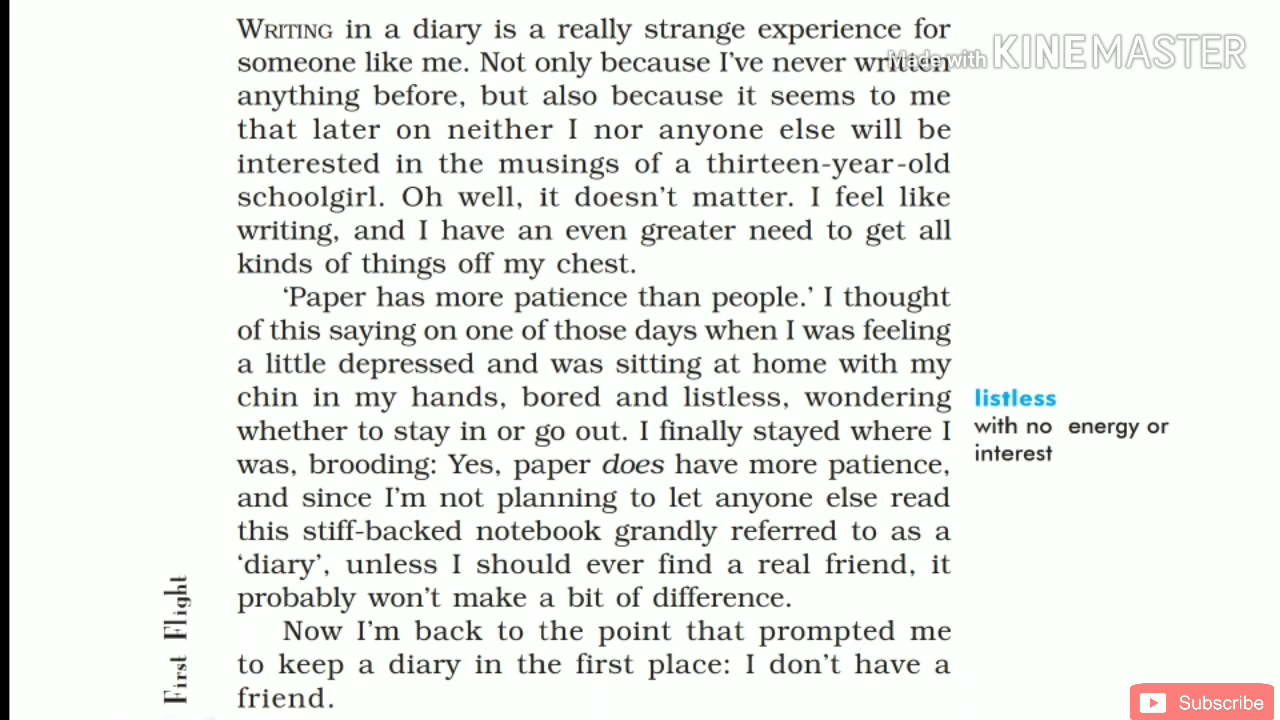 WRITING in a diary is a really strange experience for
someone like me. Not only because I've never written
Made with KINEMASTER
anything before, but also because it seems to me
that later on neither I nor anyone else will be
interested in the musings of a thirteen-year-old
schoolgirl. Oh well, it doesn't matter. I feel like
writing, and I have an even greater need to get all
kinds of things off my chest.
'Paper has more patience than people.' I thought
of this saying on one of those days when I was feeling
a little depressed and was sitting at home with my
chin in my hands, bored and listless, wondering
whether to stay in or go out. I finally stayed where I
was, brooding: Yes, paper does have more patience,
and since I'm not planning to let anyone else read
this stiff-backed notebook grandly referred to as a
'diary', unless I should ever find a real friend, it
probably won't make a bit of difference.
Now I'm back to the point that prompted me
to keep a diary in the first place: I don't have a
friend.
listless
with no energy or
interest
First Flight
Subscribe